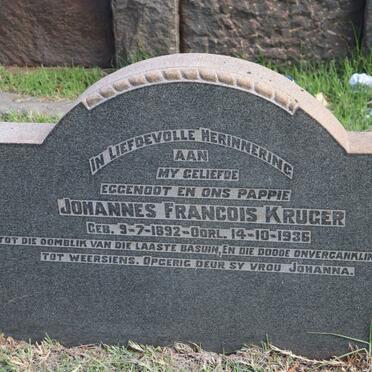 IN LIEFDEVOLLE HERINNERING
AAN
MY GELIEFDE
EGGENOOT EN ONS PAPPIE
JOHANNES FRANCOIS KRUGER
GEB. 9-7-1892-OORL. 14-10-1936
TOT DIE OOMBLIK VAN DIE LAASTE BASUIN, EN DIE DOODE ONVERGANKLIK
TOT WEERSIENS. OPGERIG DEUR SY VROU JOHANNA.